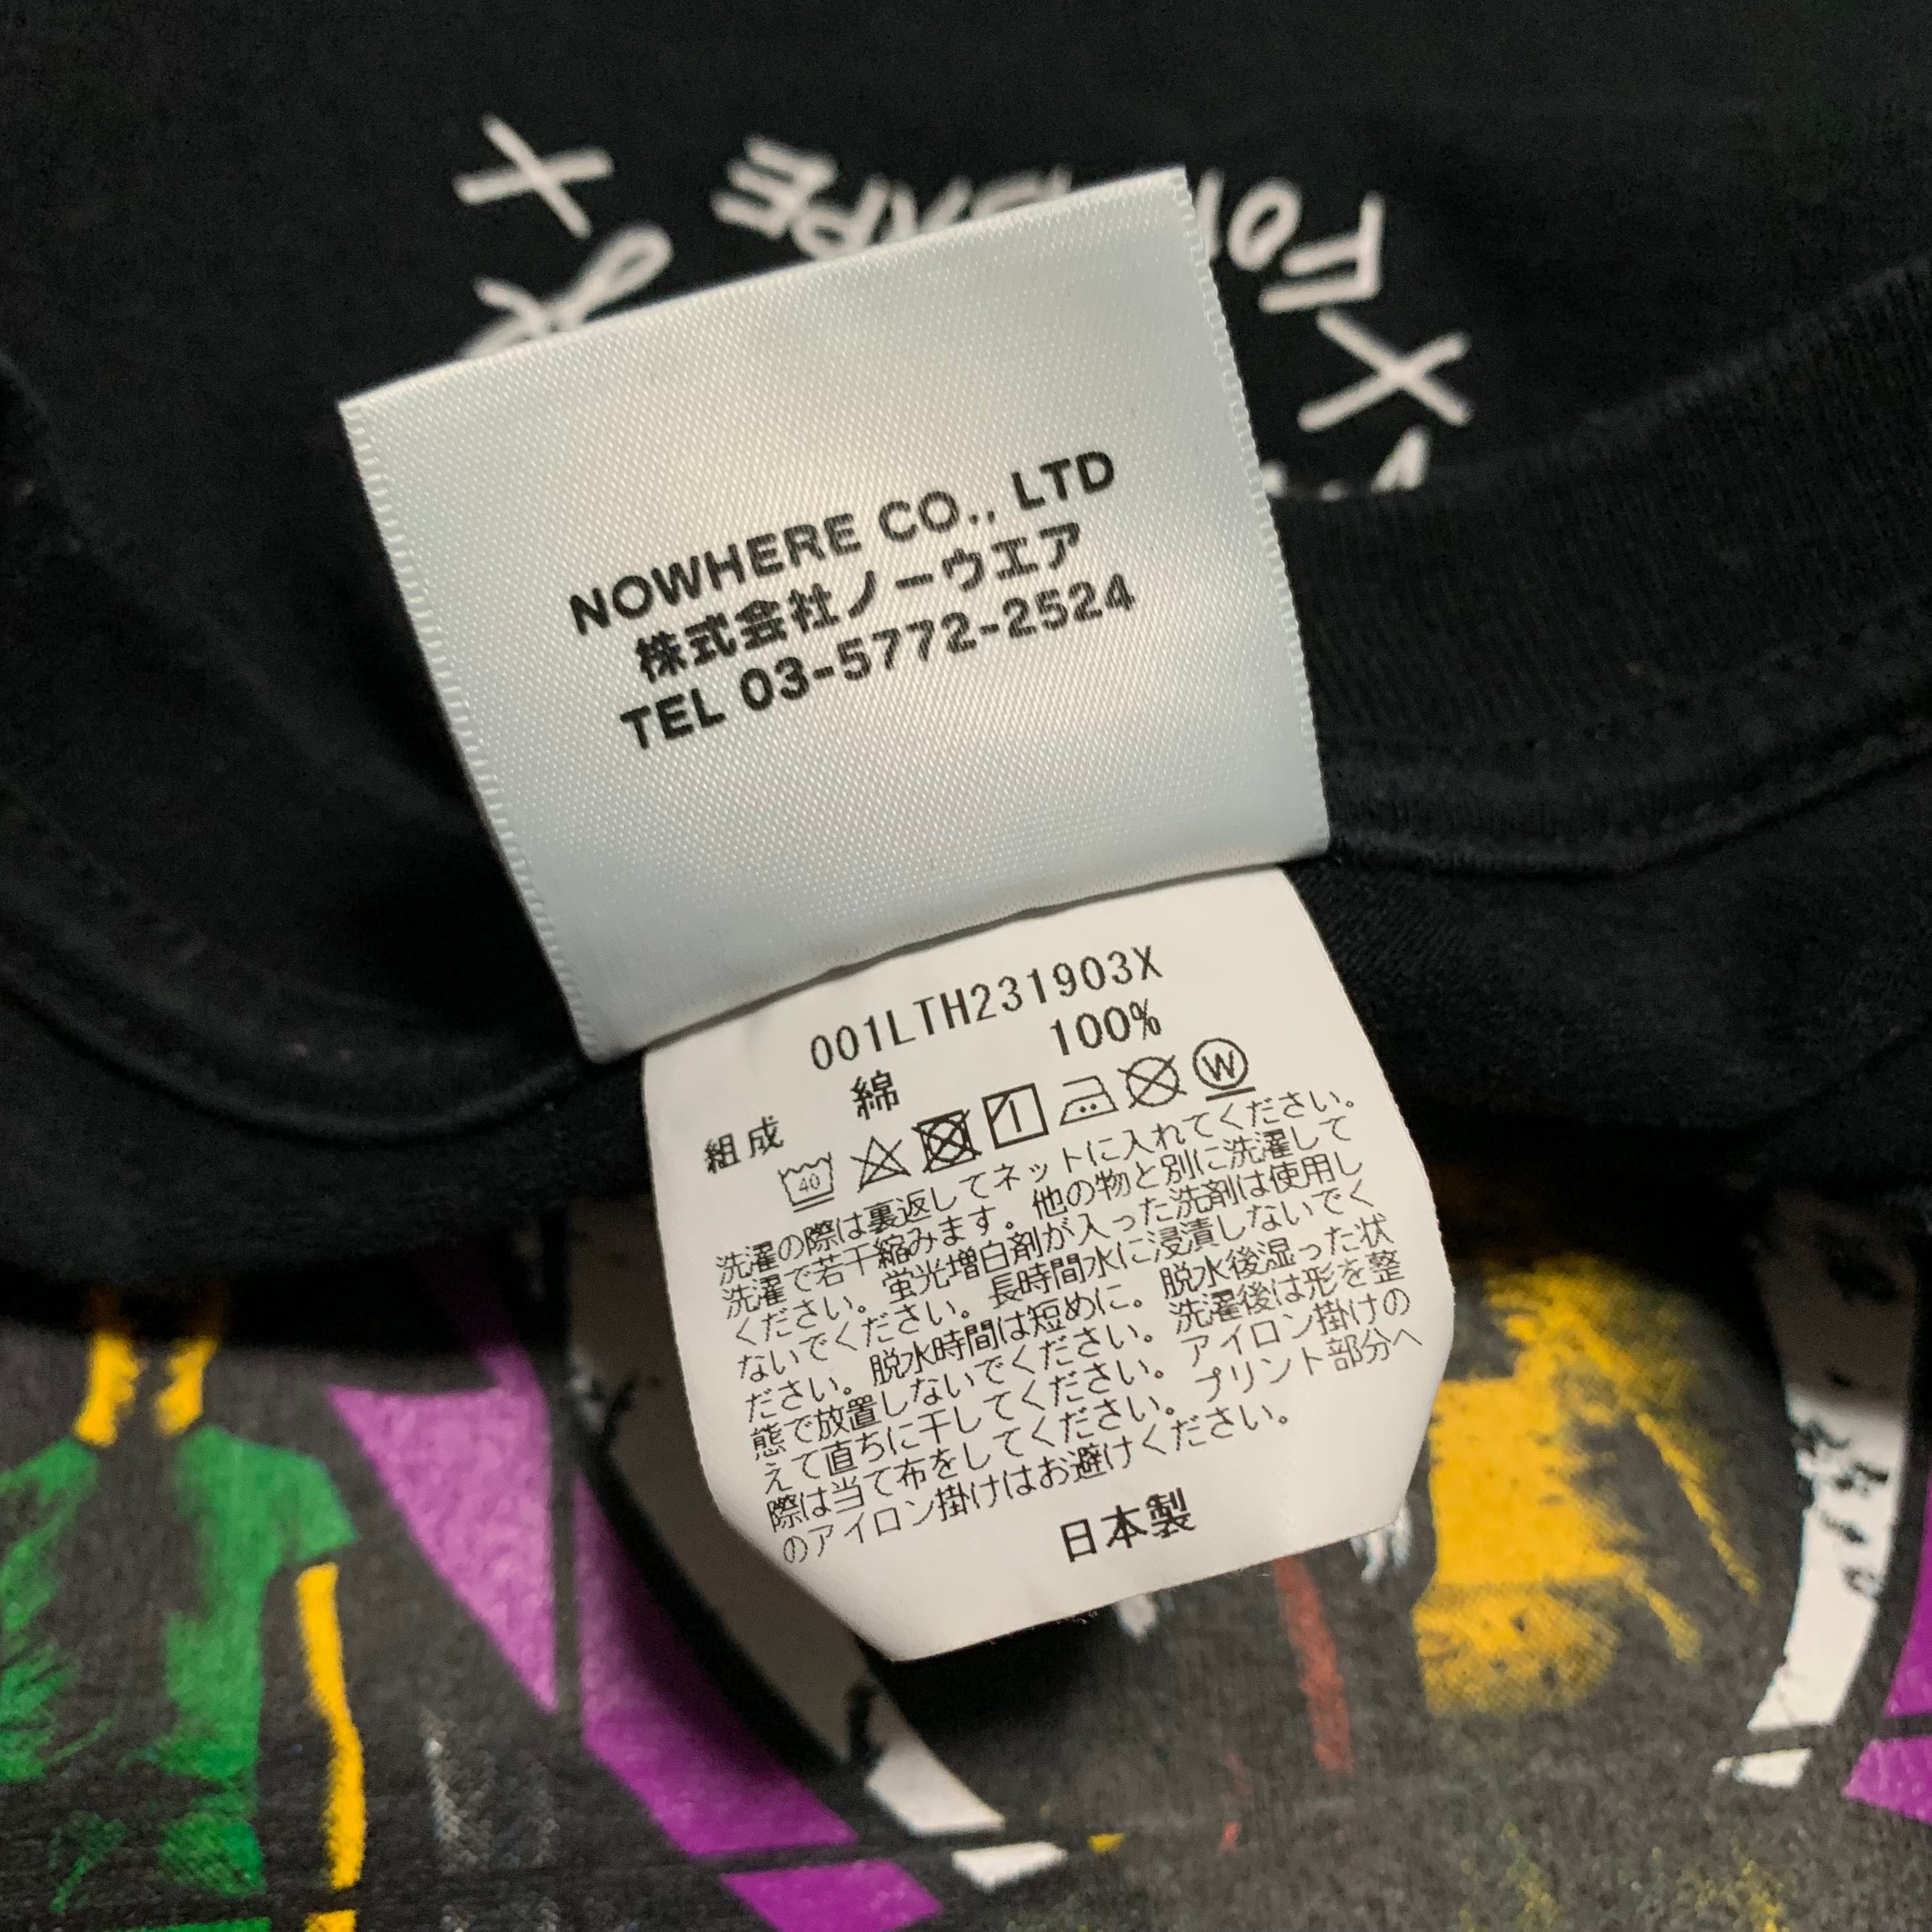 NOWHERE CO., LTD
株式会社ノーウエア
TEL 03-5772-2524
001LTH231903X
組成 綿 100%
40 1 W
洗濯の際は裏返してネットに入れてください。
洗濯で若干縮みます。他の物と別に洗濯して
ください。蛍光増白剤が入った洗剤は使用し
ないでください。長時間水に浸漬しないでく
ださい。脱水時間は短めに。脱水後湿った状
態で放置しないでください。洗濯後は形を整
えて直ちに干してください。アイロン掛けの
際は当て布をしてください。プリント部分へ
のアイロン掛けはお避けください。
日本製